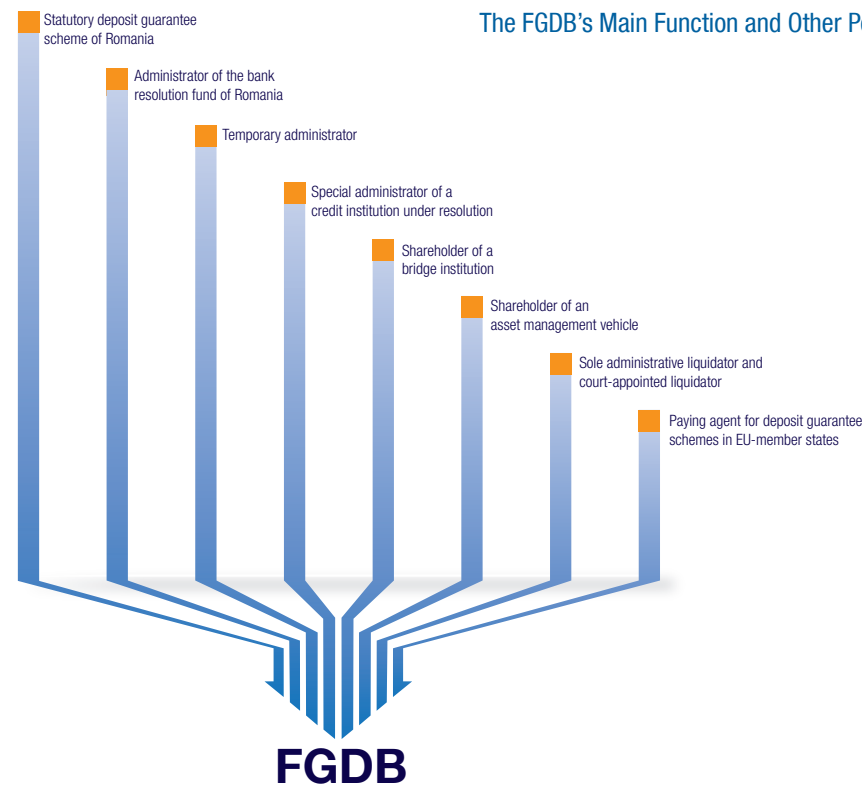 The FGDB's Main Function and Other
Statutory deposit guarantee
scheme of Romania
Administrator of the bank
resolution fund of Romania
Temporary administrator
Special administrator of a
credit institution under resolution
Shareholder of a
bridge institution
Shareholder of an
asset management vehicle
Sole administrative liquidator and
court-appointed liquidator
Paying agent for deposit guarantee
schemes in EU-member states
FGDB